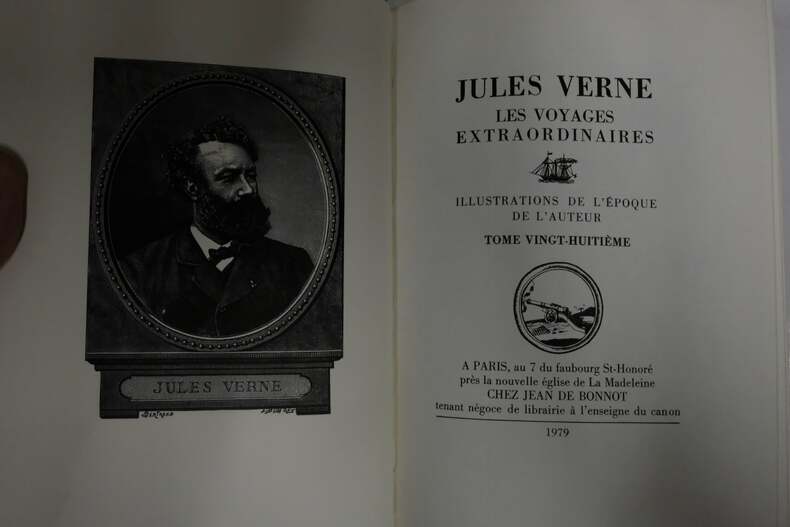 JULES VERNE
JULES VERNE
LES VOYAGES
EXTRAORDINAIRES
ILLUSTRATIONS DE L'ÉPOQUE
DE L'AUTEUR
TOME VINGT-HUITIÈME
A PARIS, au 7 du faubourg St-Honoré
près la nouvelle église de La Madeleine
CHEZ JEAN DE BONNOT
tenant négoce de librairie à l'enseigne du canon
1979